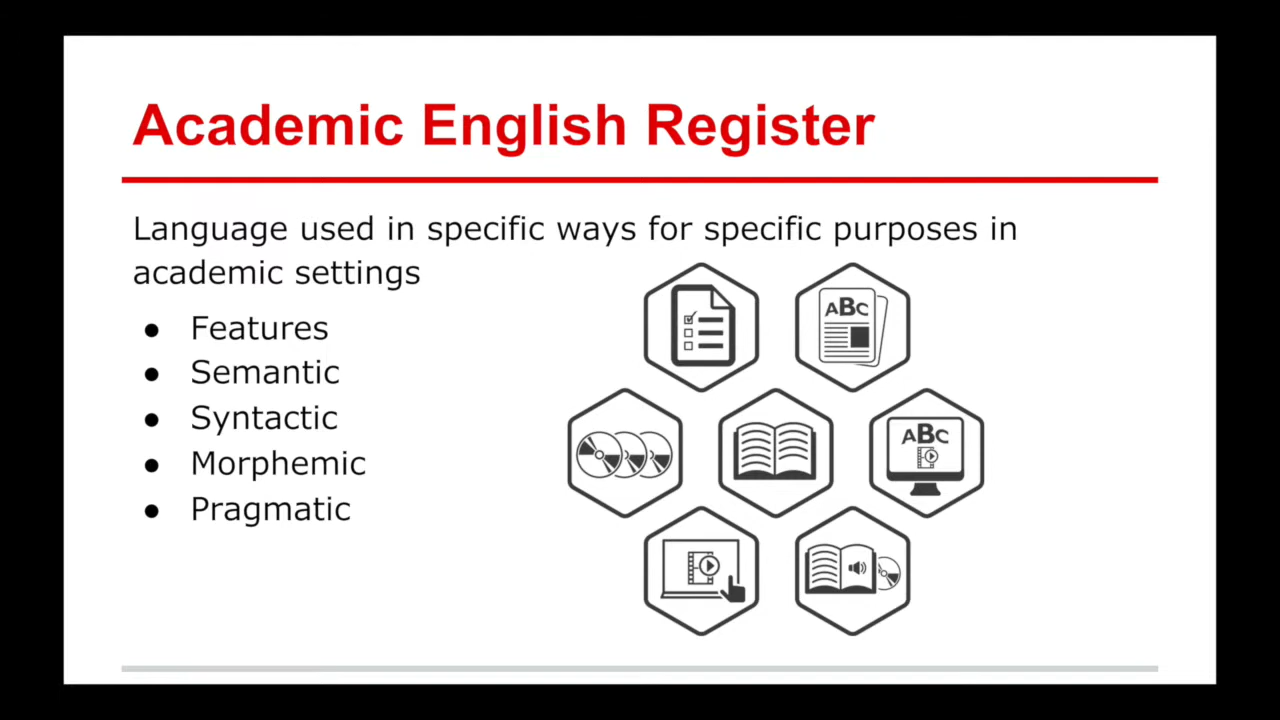 Academic English Register
Language used in specific ways for specific purposes in
academic settings
● Features
● Semantic
● Syntactic
● Morphemic
● Pragmatic
ABC
ABC